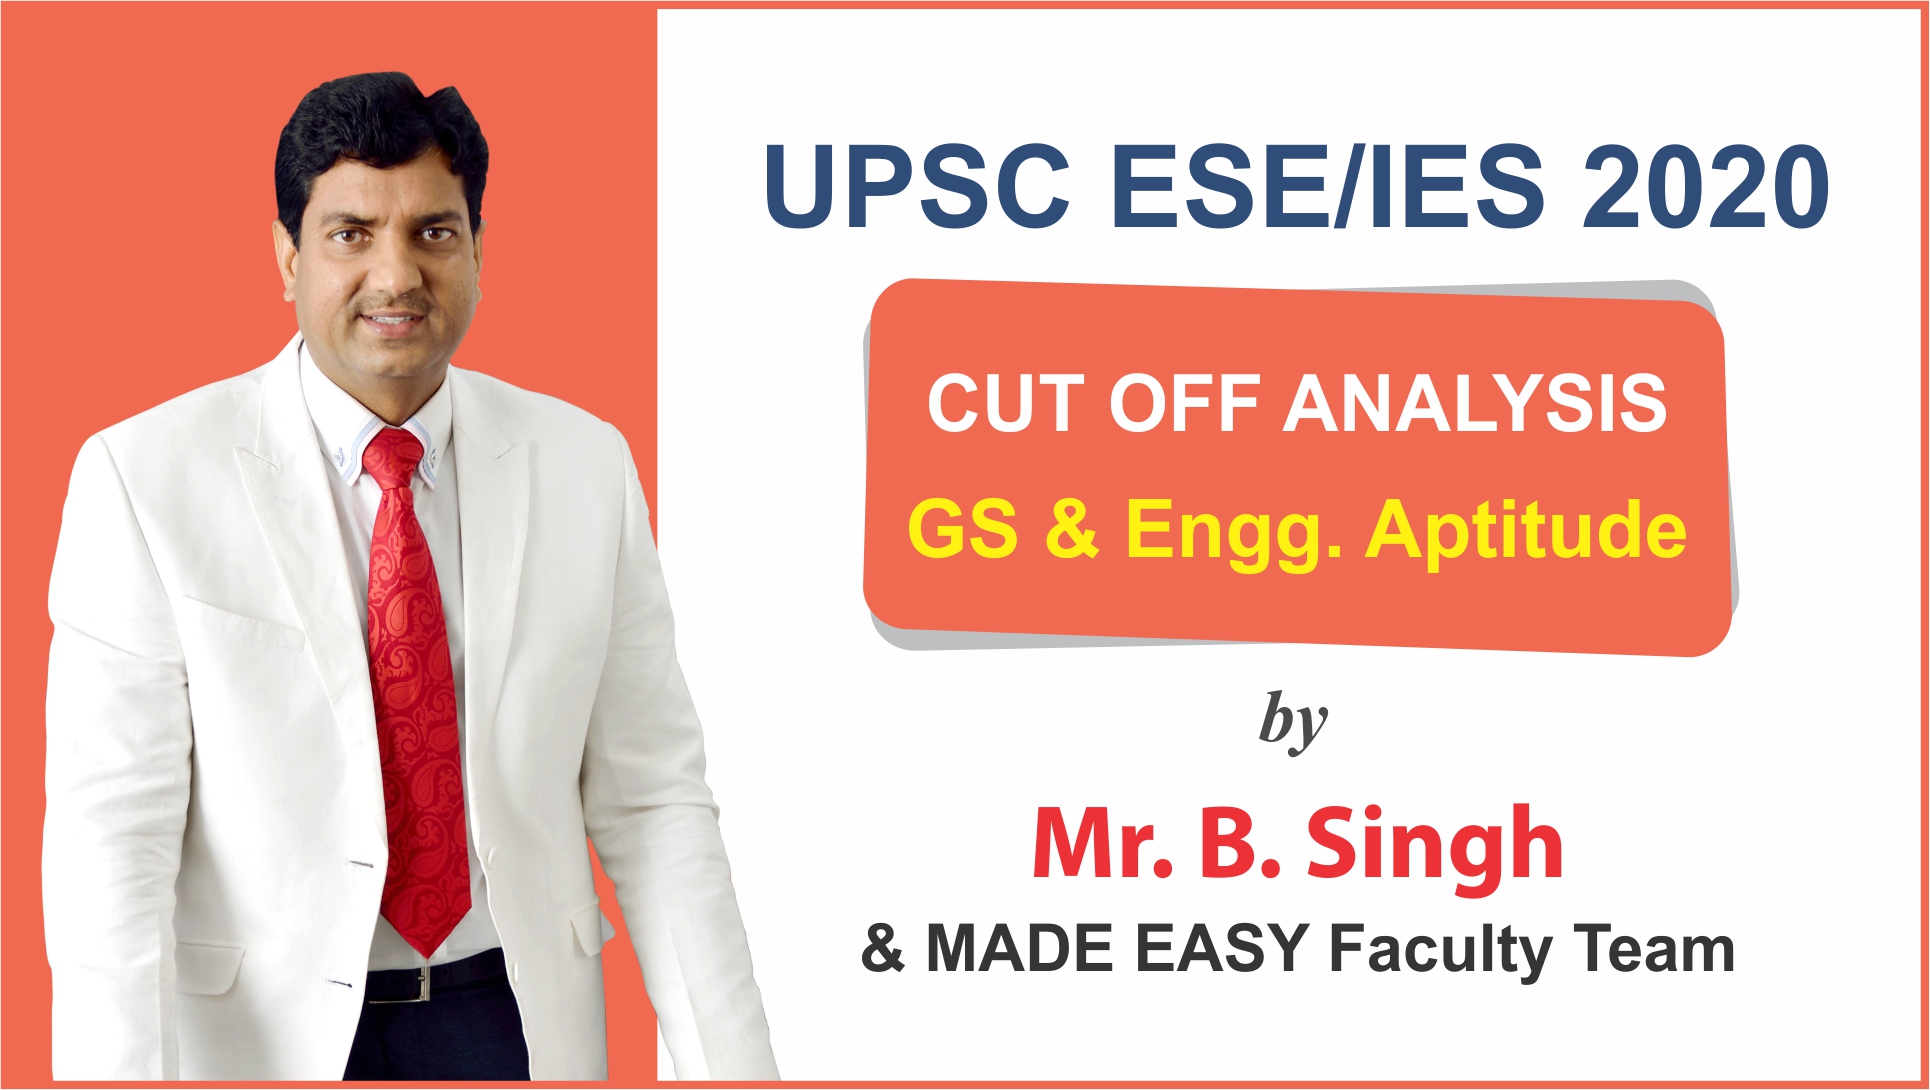 UPSC ESE/IES 2020
CUT OFF ANALYSIS
GS & Engg. Aptitude
by
Mr. B. Singh
& MADE EASY Faculty Team